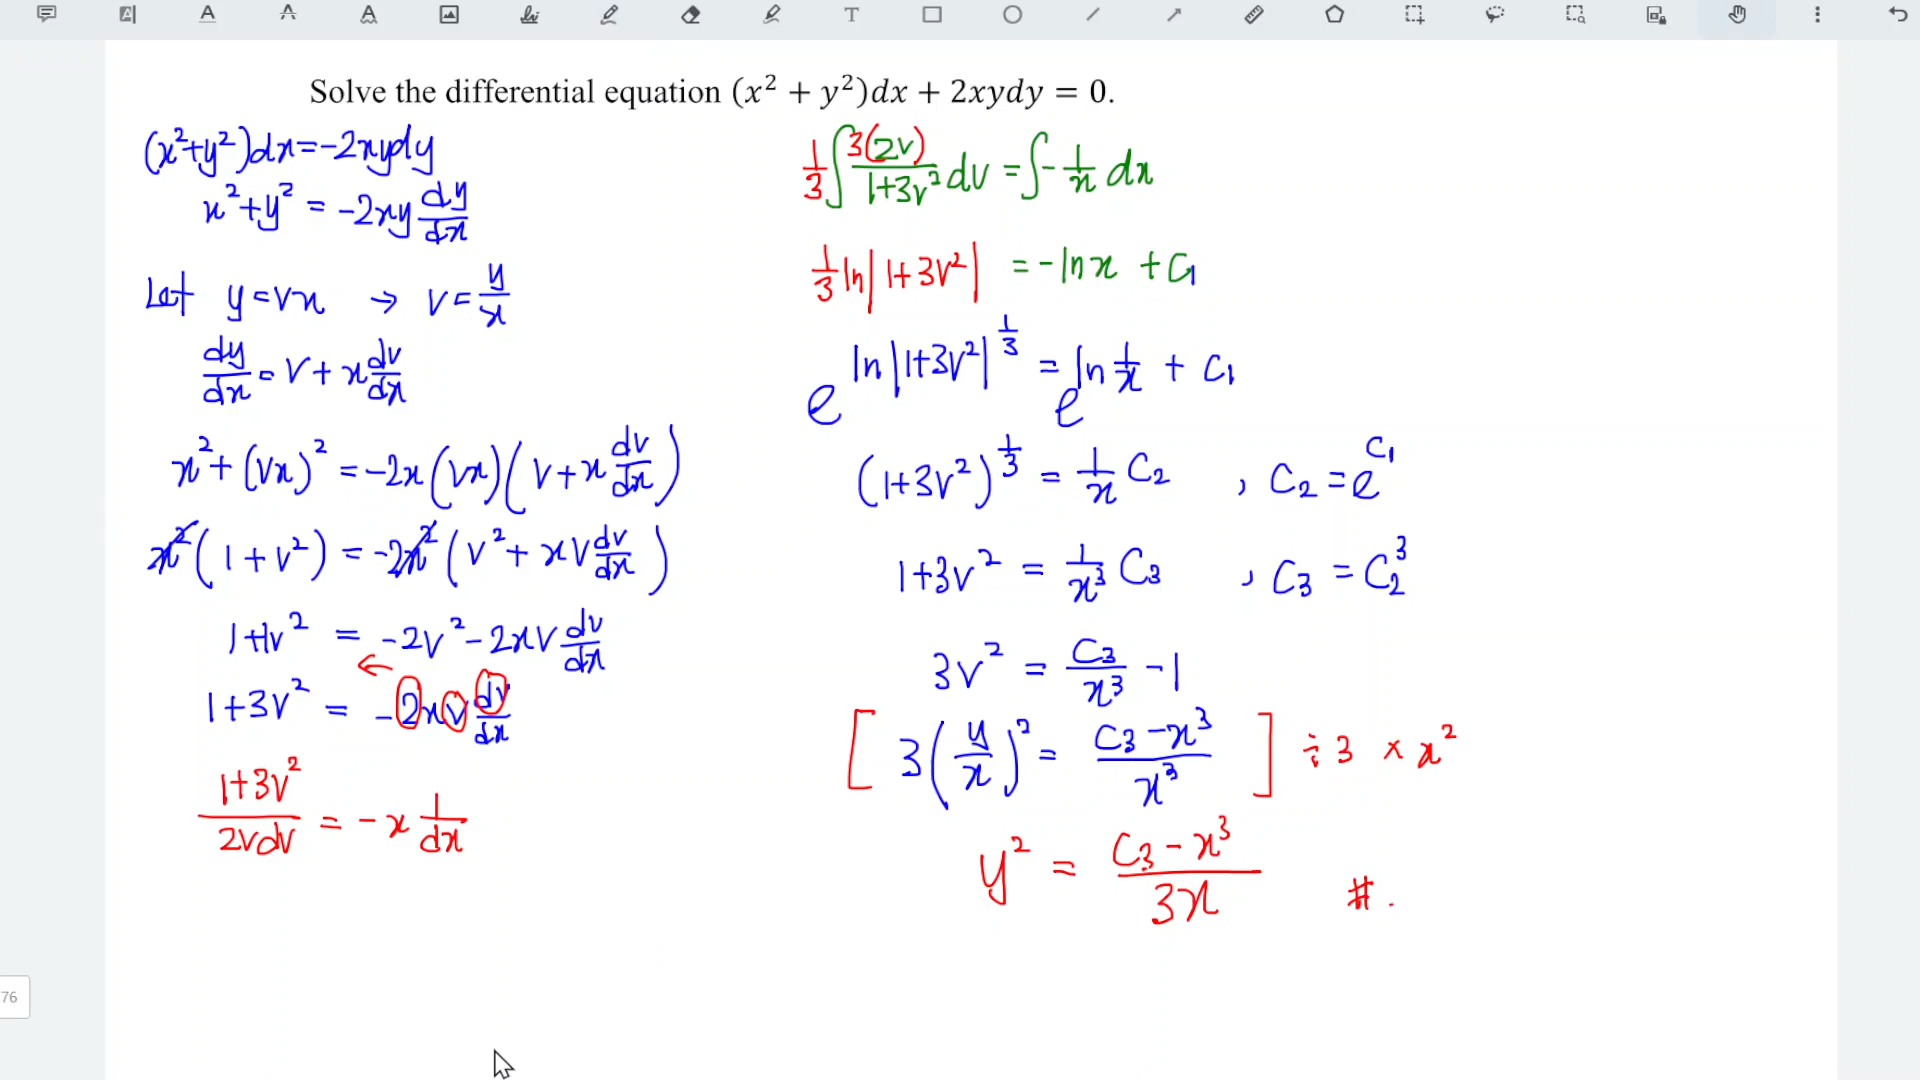 Solve the differential equation (x² + y²)dx + 2xydy = 0.
(x²+y²)dx = -2xydy
x²+y² = -2xy dy/dx
Let y = vx → v = y/x
dy/dx = v + x dv/dx
x² + (vx)² = -2x(vx)(v + x dv/dx)
x²(1 + v²) = -2x²(v² + xv dv/dx)
1+1v² = -2v² - 2xv dv/dx
←
1+3v² = -2xv dv/dx
(1+3v²)/(2vdv) = -x 1/dx
1/3 ∫ 3(2v)/(1+3v²) dv = ∫ -1/x dx
1/3 ln|1+3v²| = -ln x + C₁
e^(ln|1+3v²|^(1/3)) = e^(ln 1/x + C₁)
(1+3v²)^(1/3) = 1/x C₂ , C₂ = e^(C₁)
1+3v² = 1/x³ C₃ , C₃ = C₂³
3v² = C₃/x³ - 1
[ 3(y/x)² = (C₃ - x³)/x³ ] ÷ 3 × x²
y² = (C₃ - x³)/(3x) #.
76